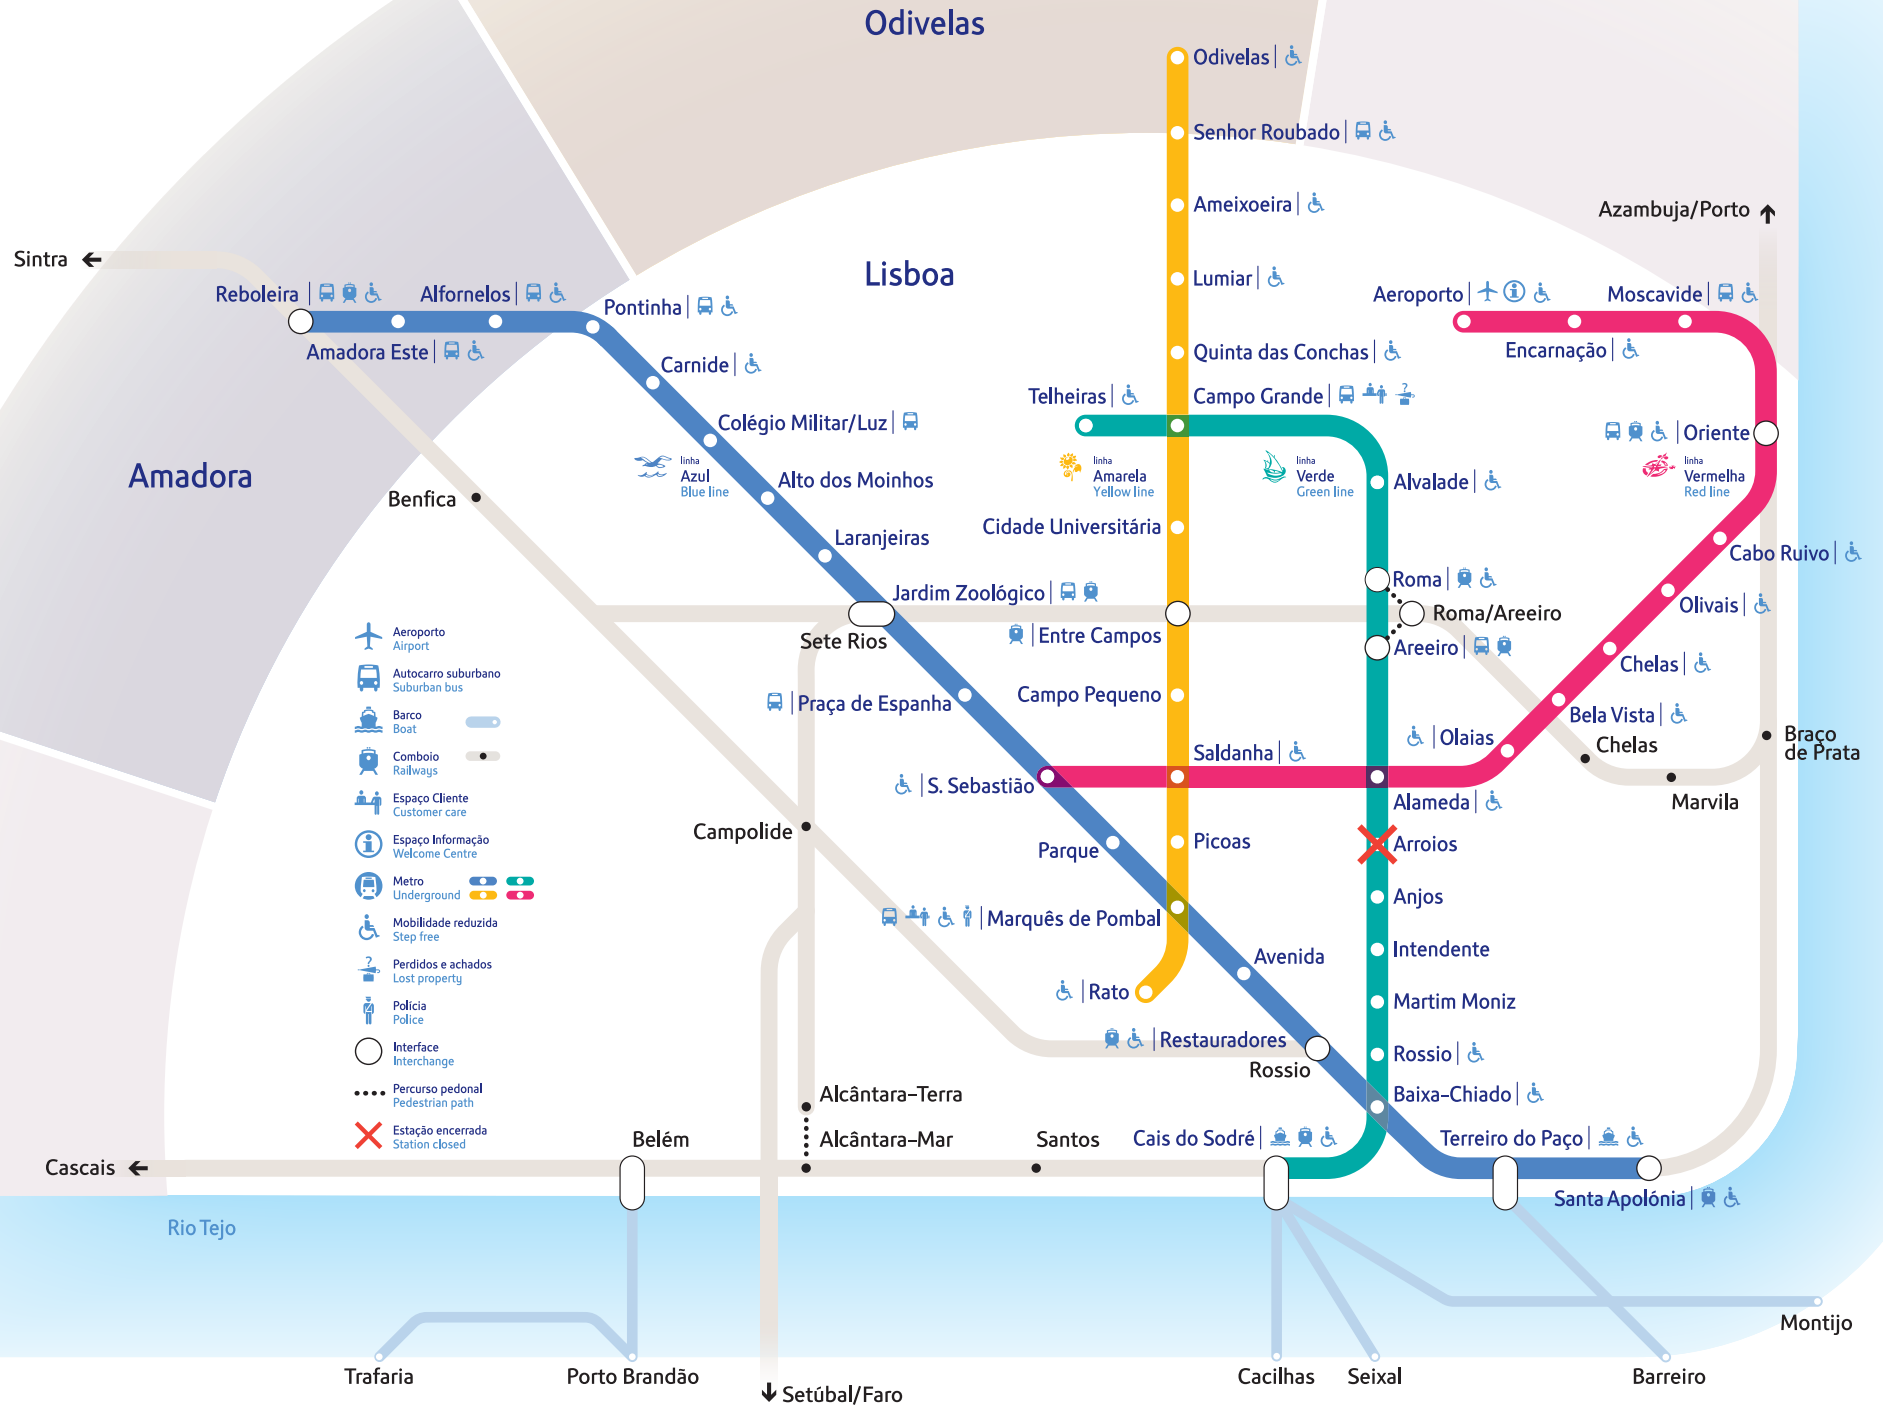 Odivelas
Odivelas
Senhor Roubado
Ameixoeira
Azambuja/Porto
Sintra
Lisboa
Lumiar
Reboleira
Alfornelos
Pontinha
Aeroporto
Moscavide
Amadora Este
Encarnação
Quinta das Conchas
Carnide
Telheiras
Campo Grande
Colégio Militar/Luz
Oriente
linha
Azul
Blue line
linha
Amarela
Yellow line
linha
Verde
Green line
linha
Vermelha
Red line
Amadora
Alto dos Moinhos
Alvalade
Benfica
Cidade Universitária
Laranjeiras
Cabo Ruivo
Roma
Jardim Zoológico
Olivais
Roma/Areeiro
Sete Rios
Entre Campos
Areeiro
Chelas
Campo Pequeno
Praça de Espanha
Bela Vista
Olaias
Chelas
Braço
de Prata
Saldanha
S. Sebastião
Alameda
Marvila
Campolide
Picoas
Arroios
Parque
Anjos
Marquês de Pombal
Intendente
Avenida
Rato
Martim Moniz
Restauradores
Rossio
Rossio
Baixa-Chiado
Aeroporto
Airport
Autocarro suburbano
Suburban bus
Barco
Boat
Comboio
Railways
Espaço Cliente
Customer care
Espaço Informação
Welcome Centre
Metro
Underground
Mobilidade reduzida
Step free
Perdidos e achados
Lost property
Polícia
Police
Interface
Interchange
Percurso pedonal
Pedestrian path
Estação encerrada
Station closed
Alcântara-Terra
Alcântara-Mar
Belém
Santos
Cais do Sodré
Terreiro do Paço
Cascais
Santa Apolónia
Rio Tejo
Montijo
Trafaria
Porto Brandão
Cacilhas
Seixal
Barreiro
Setúbal/Faro